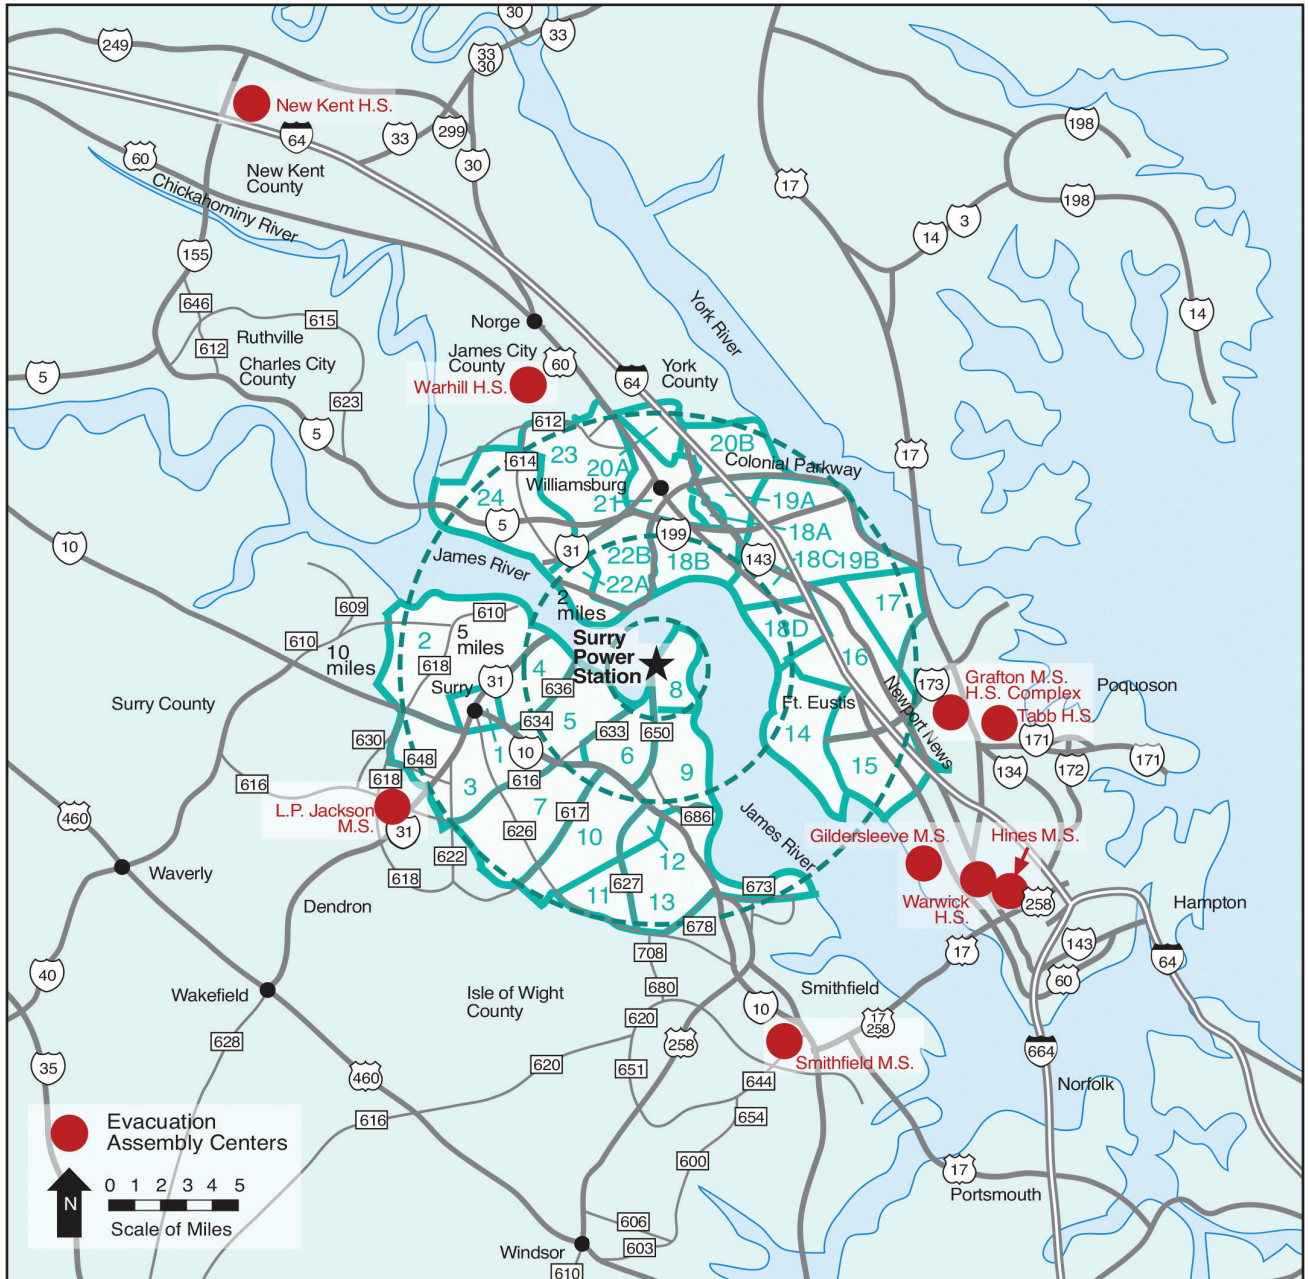 30
33
249
33
30
New Kent H.S.
64
33
299
198
60
30
New Kent
County
17
198
Chickahominy River
3
14
155
646
615
14
Norge
York River
Ruthville
612
James City
County
60
Charles City
County
5
64
York
County
Warhill H.S.
623
612
5
20B
17
23
614
20A
Colonial Parkway
Williamsburg
24
21
19A
5
199
18A
10
31
22B
18B
143
18C
19B
James River
22A
2
miles
17
609
610
610
18D
2
5
miles
10
miles
Surry
Power
Station
618
4
16
31
Surry
636
8
173
Grafton M.S.
H.S. Complex
Poquoson
Surry County
Ft. Eustis
Newport News
Tabb H.S.
634
5
633
650
14
171
630
1
10
6
648
171
616
618
616
9
15
134
172
3
L.P. Jackson
M.S.
7
617
686
460
31
626
10
James River
Gildersleeve M.S.
Hines M.S.
622
12
Waverly
618
627
673
11
13
Warwick
H.S.
258
Dendron
Hampton
678
708
17
143
64
40
680
60
Wakefield
Isle of Wight
County
Smithfield
10
620
17
258
628
258
664
35
620
651
Smithfield M.S.
460
644
Norfolk
616
654
Evacuation
Assembly Centers
600
17
N
0 1 2 3 4 5
Portsmouth
Scale of Miles
606
603
Windsor
610